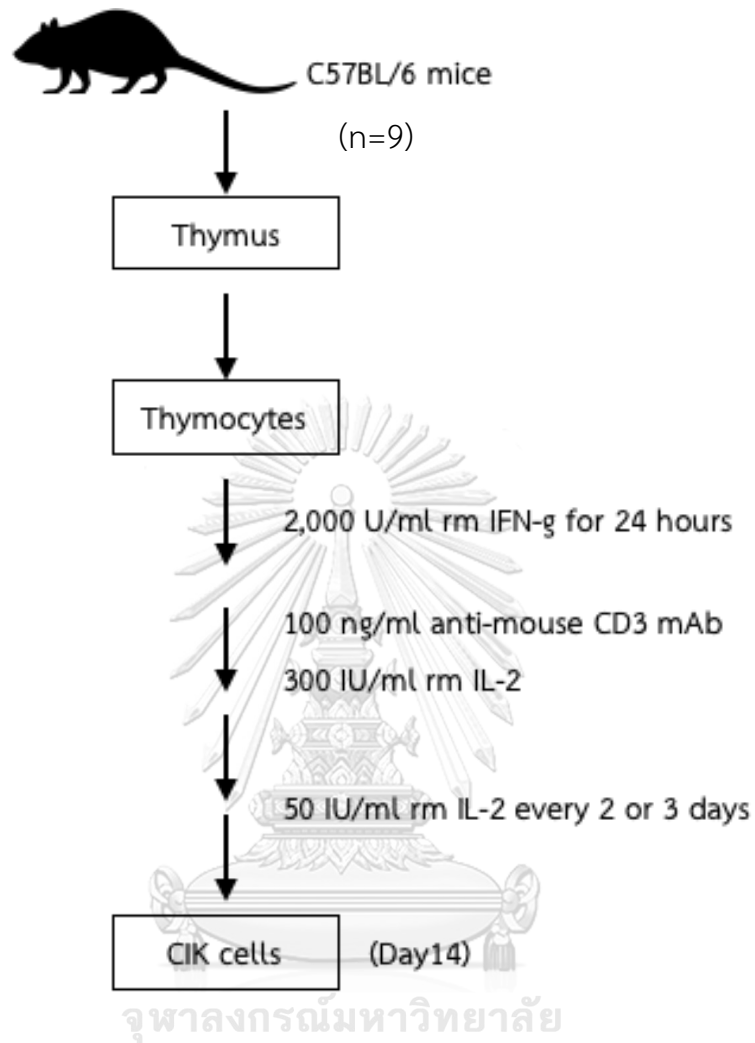 C57BL/6 mice
(n=9)
Thymus
Thymocytes
2,000 U/ml rm IFN-g for 24 hours
100 ng/ml anti-mouse CD3 mAb
300 IU/ml rm IL-2
50 IU/ml rm IL-2 every 2 or 3 days
CIK cells
(Day14)
จุฬาลงกรณ์มหาวิทยาลัย